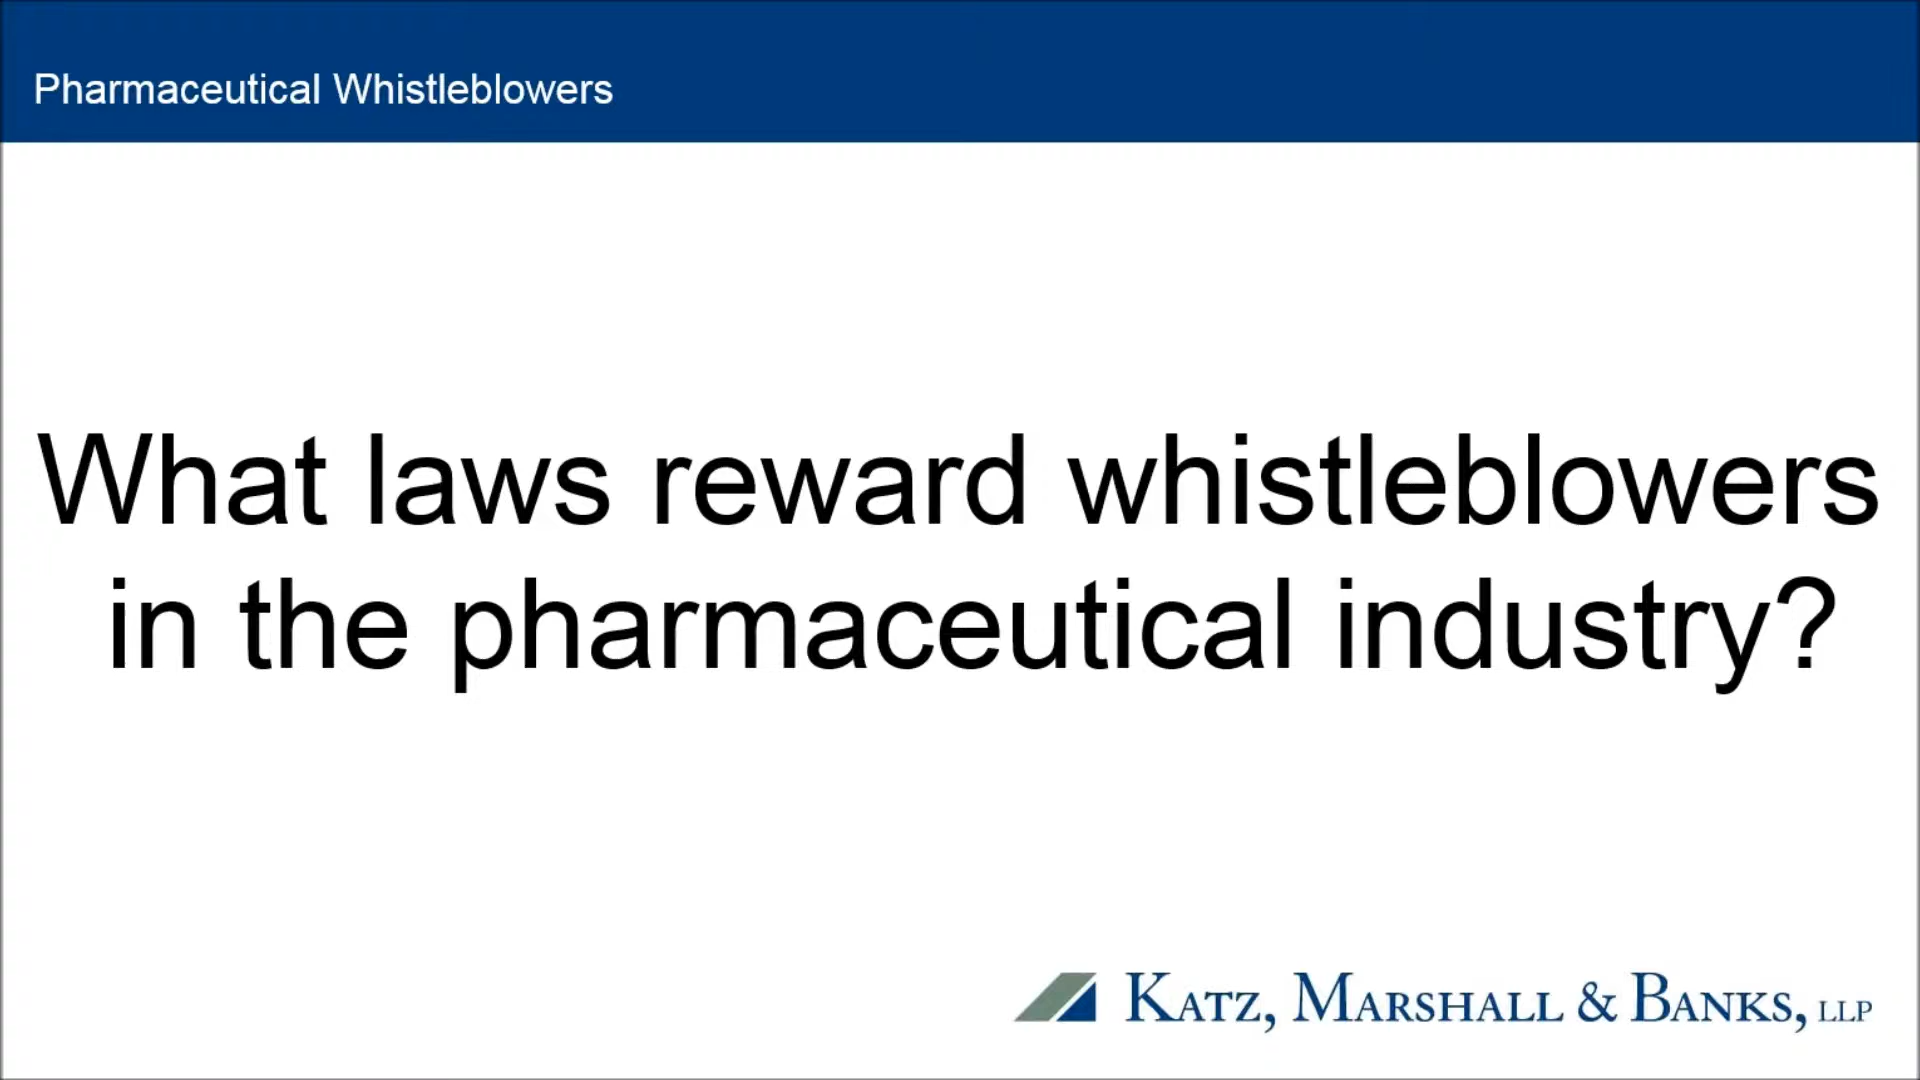 Pharmaceutical Whistleblowers
What laws reward whistleblowers
in the pharmaceutical industry?
KATZ, MARSHALL & BANKS, LLP